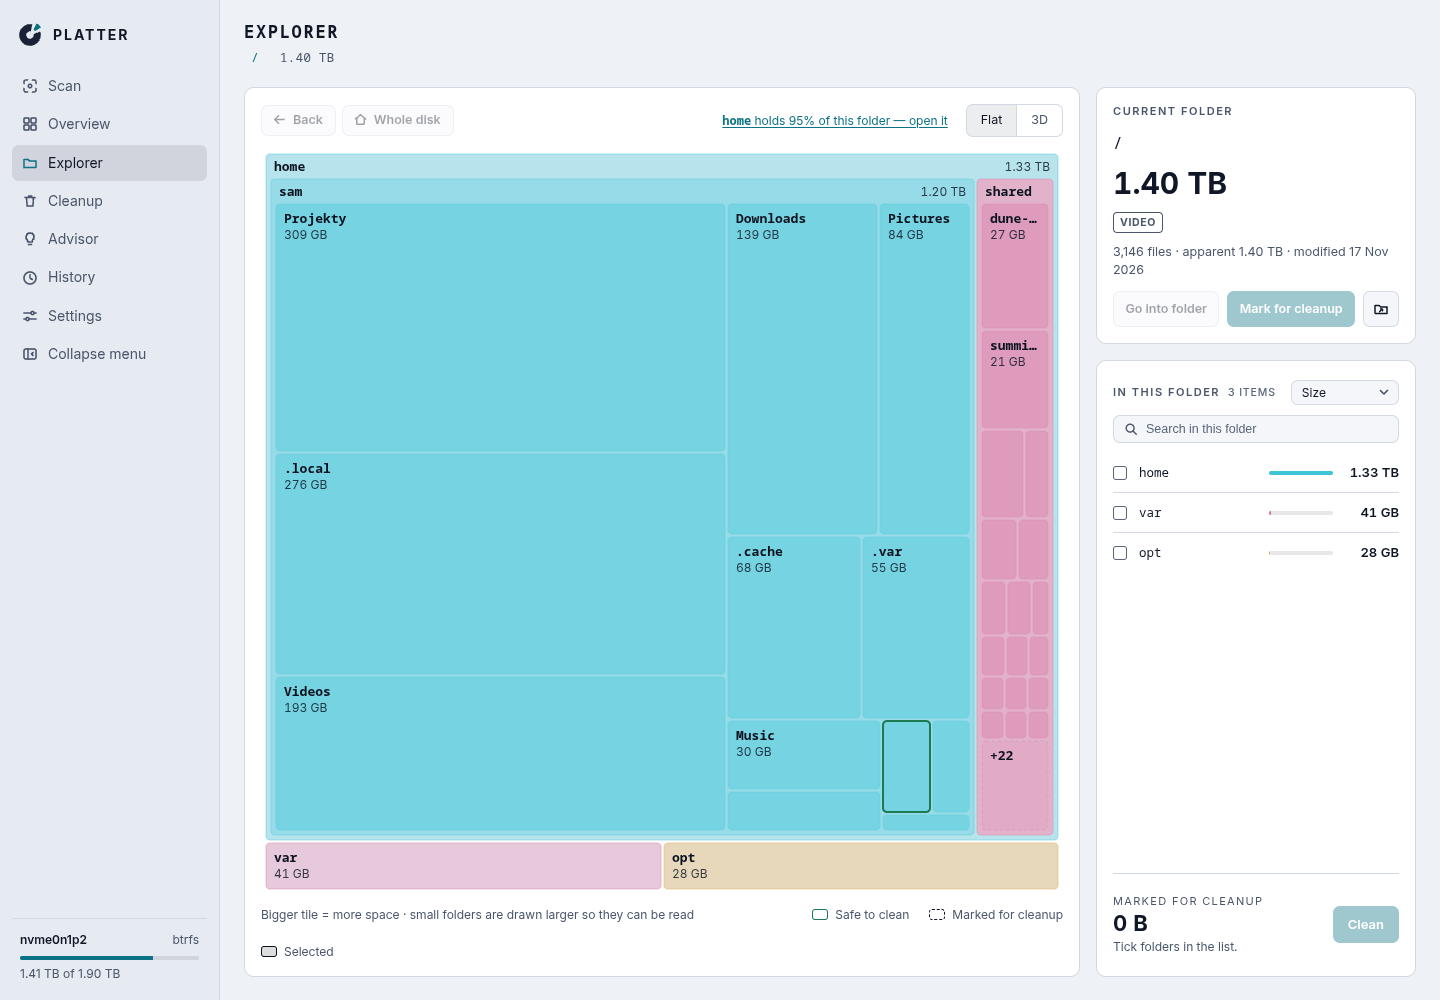 PLATTER
Scan
Overview
Explorer
Cleanup
Advisor
History
Settings
Collapse menu
nvme0n1p2 btrfs
1.41 TB of 1.90 TB
EXPLORER
/ 1.40 TB
Back Whole disk home holds 95% of this folder — open it Flat 3D
home 1.33 TB
sam 1.20 TB shared
Projekty Downloads Pictures dune-…
309 GB 139 GB 84 GB 27 GB
summi…
21 GB
.local
276 GB
.cache .var
68 GB 55 GB
Videos
193 GB
Music
30 GB
+22
var opt
41 GB 28 GB
Bigger tile = more space · small folders are drawn larger so they can be read Safe to clean Marked for cleanup
Selected
CURRENT FOLDER
/
1.40 TB
VIDEO
3,146 files · apparent 1.40 TB · modified 17 Nov
2026
Go into folder Mark for cleanup
IN THIS FOLDER 3 ITEMS Size
Search in this folder
home 1.33 TB
var 41 GB
opt 28 GB
MARKED FOR CLEANUP
0 B
Tick folders in the list.
Clean